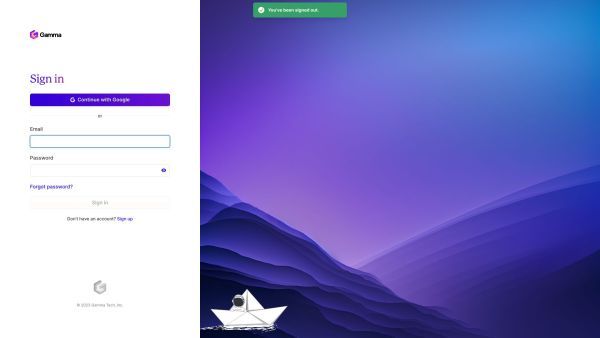 You've been signed out.
Gamma
Sign in
Continue with Google
or
Email
Password
Forgot password?
Sign in
Don't have an account? Sign up
© 2023 Gamma Tech, Inc.